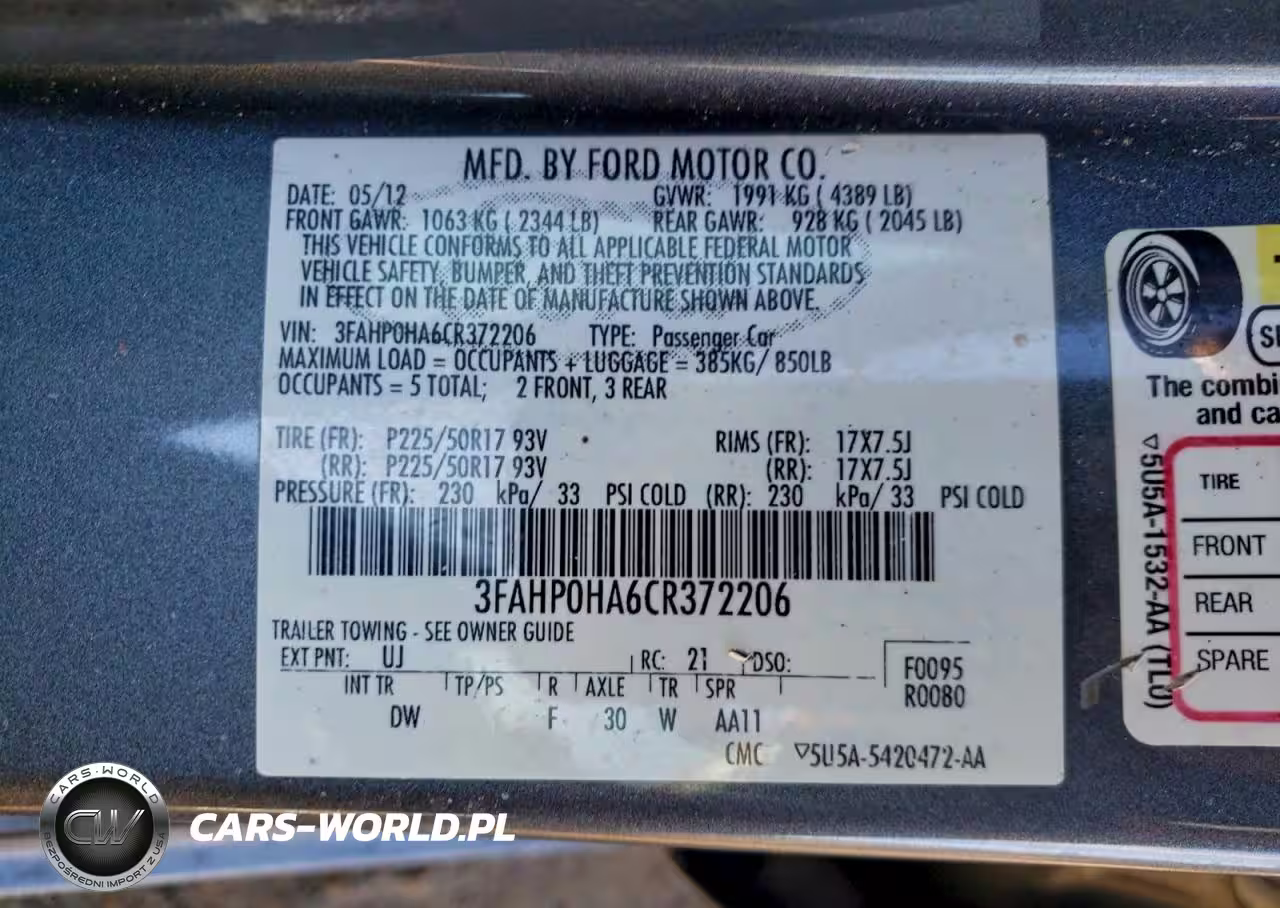 MFD. BY FORD MOTOR CO.
DATE: 05/12 GVWR: 1991 KG ( 4389 LB)
FRONT GAWR: 1063 KG ( 2344 LB) REAR GAWR: 928 KG ( 2045 LB)
THIS VEHICLE CONFORMS TO ALL APPLICABLE FEDERAL MOTOR
VEHICLE SAFETY, BUMPER, AND THEFT PREVENTION STANDARDS
IN EFFECT ON THE DATE OF MANUFACTURE SHOWN ABOVE.
VIN: 3FAHP0HA6CR372206 TYPE: Passenger Car
MAXIMUM LOAD = OCCUPANTS + LUGGAGE = 385KG/ 850LB
OCCUPANTS = 5 TOTAL; 2 FRONT, 3 REAR
TIRE (FR): P225/50R17 93V RIMS (FR): 17X7.5J
(RR): P225/50R17 93V (RR): 17X7.5J
PRESSURE (FR): 230 kPa/ 33 PSI COLD (RR): 230 kPa/ 33 PSI COLD
3FAHP0HA6CR372206
TRAILER TOWING - SEE OWNER GUIDE
EXT PNT: UJ RC: 21 DSO:
F0095
R0080
INT TR TP/PS R AXLE TR SPR
DW F 30 W AA11
CMC ▽5U5A-5420472-AA
The combi
and ca
TIRE
FRONT
REAR
SPARE
▽5U5A-1532-AA (TL0)
CARS-WORLD
CW
BEZPOŚREDNI IMPORT Z USA
CARS-WORLD.PL